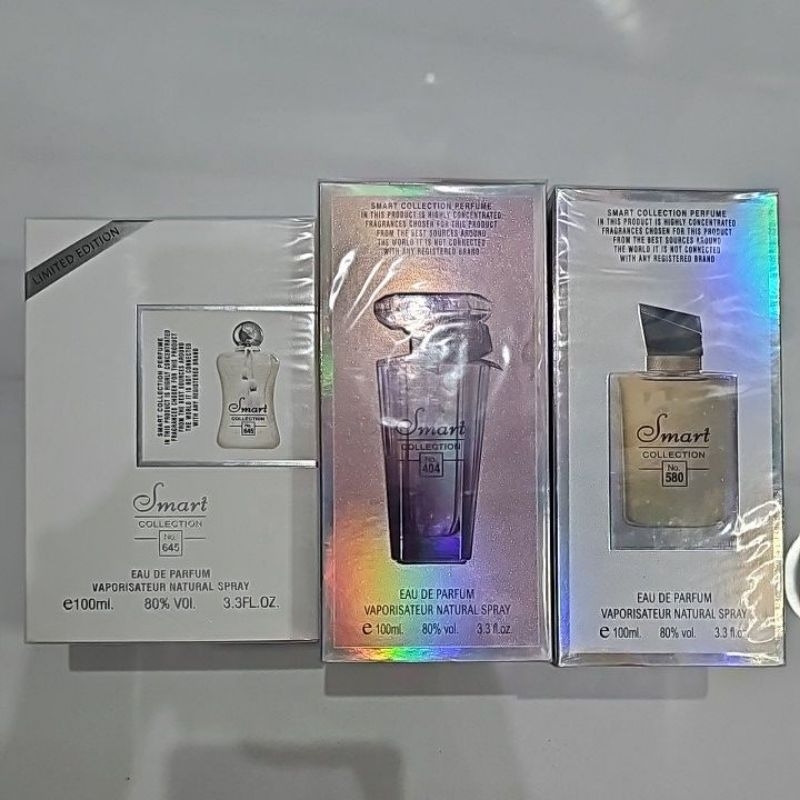 LIMITED EDITION
SMART COLLECTION PERFUME
IN THIS PRODUCT IS HIGHLY CONCENTRATED
FRAGRANCES CHOSEN FOR THIS PRODUCT
FROM THE BEST SOURCES AROUND
THE WORLD IT IS NOT CONNECTED
WITH ANY REGISTERED BRAND
Smart
COLLECTION
No.
645
Smart
COLLECTION
No.
645
EAU DE PARFUM
VAPORISATEUR NATURAL SPRAY
e100ml. 80% VOL. 3.3FL.OZ.
SMART COLLECTION PERFUME
IN THIS PRODUCT IS HIGHLY CONCENTRATED
FRAGRANCES CHOSEN FOR THIS PRODUCT
FROM THE BEST SOURCES AROUND
THE WORLD IT IS NOT CONNECTED
WITH ANY REGISTERED BRAND
Smart
COLLECTION
No.
404
EAU DE PARFUM
VAPORISATEUR NATURAL SPRAY
e 100ml. 80% vol. 3.3 fl.oz.
SMART COLLECTION PERFUME
IN THIS PRODUCT IS HIGHLY CONCENTRATED
FRAGRANCES CHOSEN FOR THIS PRODUCT
FROM THE BEST SOURCES AROUND
THE WORLD IT IS NOT CONNECTED
WITH ANY REGISTERED BRAND
Smart
COLLECTION
No.
580
EAU DE PARFUM
VAPORISATEUR NATURAL SPRAY
e 100ml. 80% vol. 3.3 fl.oz